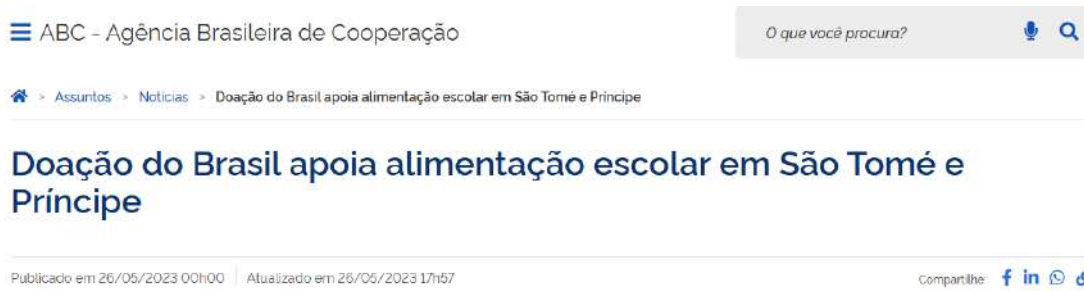 ABC - Agência Brasileira de Cooperação
O que você procura?
> Assuntos > Notícias > Doação do Brasil apoia alimentação escolar em São Tomé e Príncipe
Doação do Brasil apoia alimentação escolar em São Tomé e
Príncipe
Publicado em 26/05/2023 00h00 | Atualizado em 26/05/2023 17h57
Compartilhe: